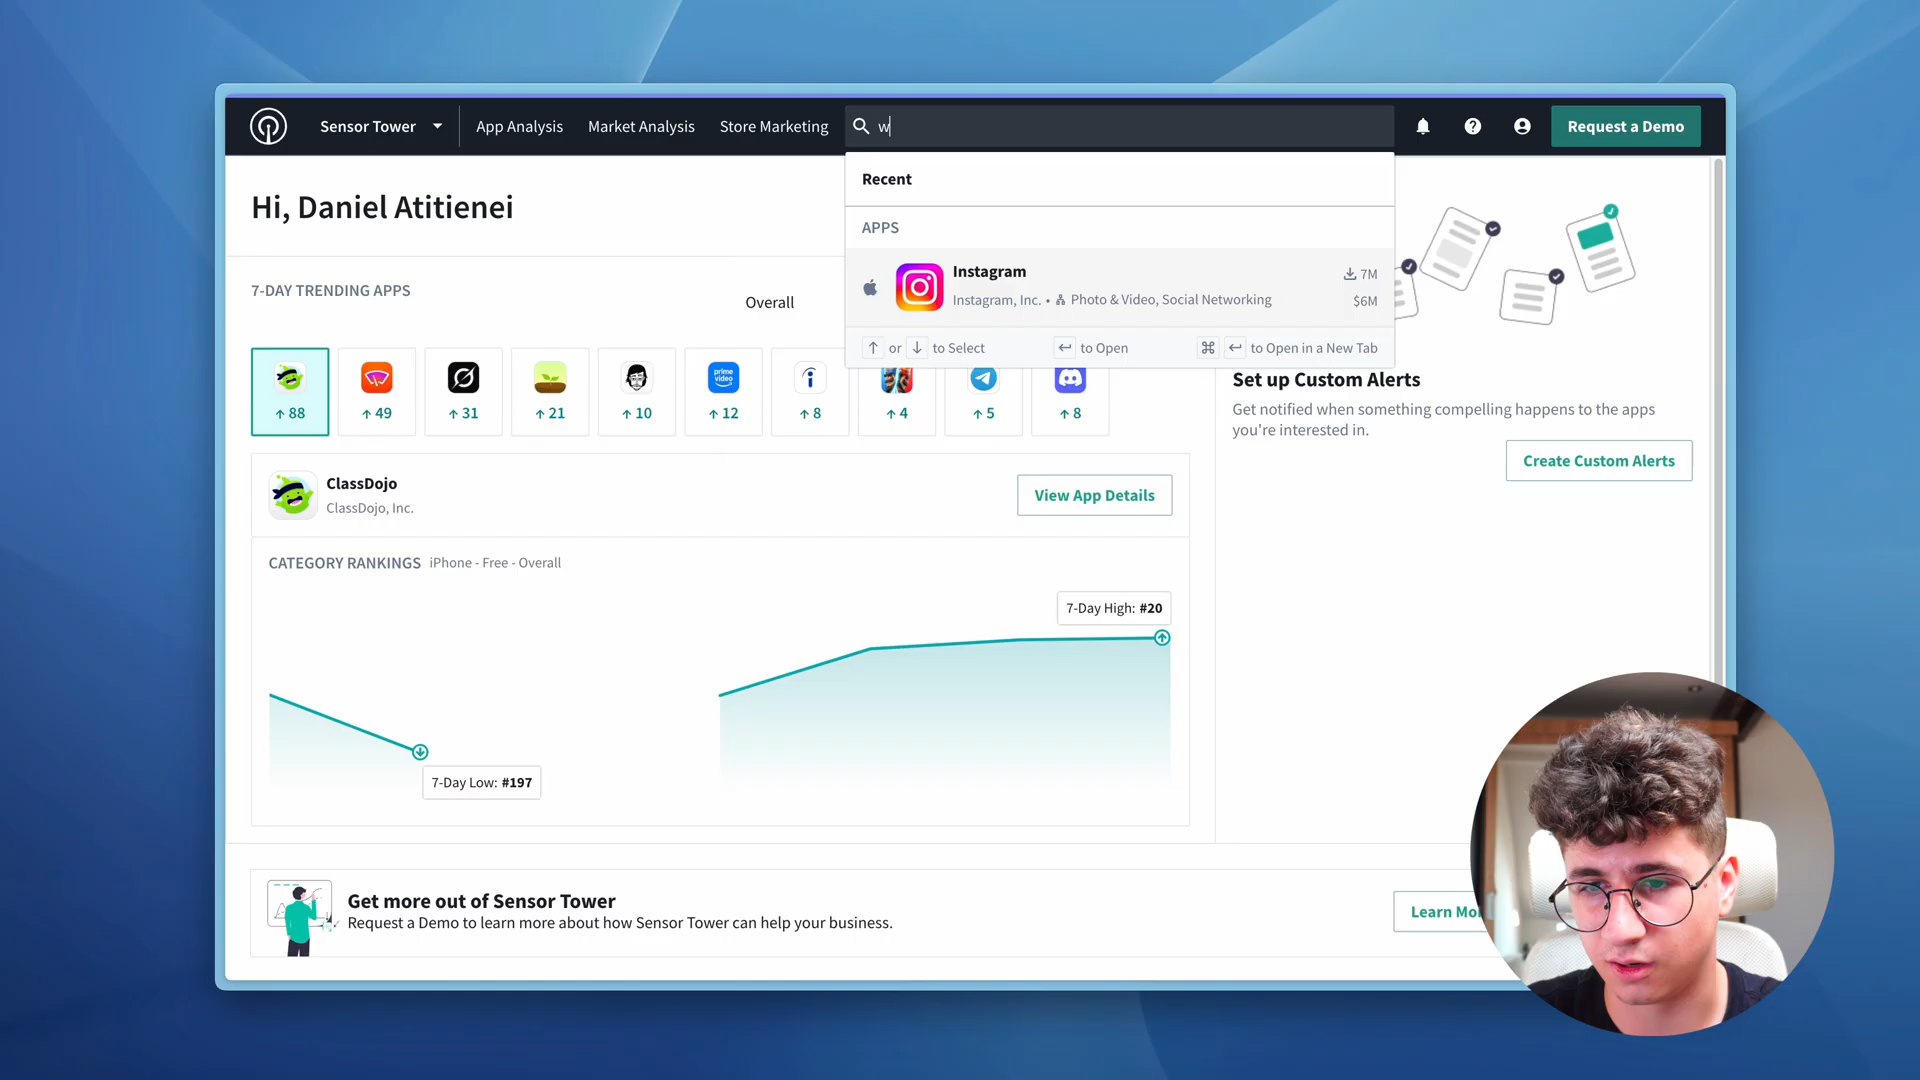 Sensor Tower
App Analysis
Market Analysis
Store Marketing
w
Request a Demo
Recent
Hi, Daniel Atitienei
APPS
Instagram
7M
Instagram, Inc. • Photo & Video, Social Networking
$6M
7-DAY TRENDING APPS
Overall
↑ or ↓ to Select
↩ to Open
⌘ ↩ to Open in a New Tab
prime video
↑ 88
↑ 49
↑ 31
↑ 21
↑ 10
↑ 12
↑ 8
↑ 4
↑ 5
↑ 8
Set up Custom Alerts
Get notified when something compelling happens to the apps
you're interested in.
Create Custom Alerts
ClassDojo
ClassDojo, Inc.
View App Details
CATEGORY RANKINGS iPhone - Free - Overall
7-Day High: #20
7-Day Low: #197
Get more out of Sensor Tower
Request a Demo to learn more about how Sensor Tower can help your business.
Learn